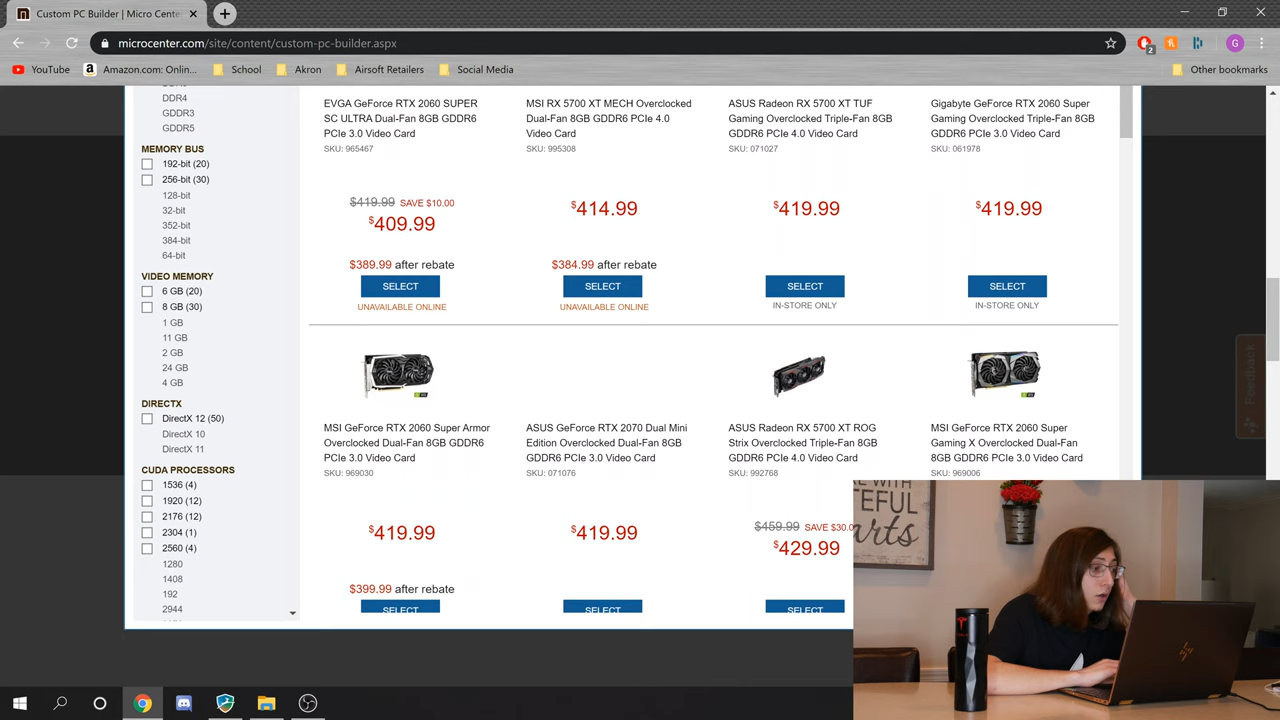 Custom PC Builder | Micro Cente
microcenter.com/site/content/custom-pc-builder.aspx
2
G
YouTube
Amazon.com: Onlin...
School
Akron
Airsoft Retailers
Social Media
Other bookmarks
DDR4
GDDR3
GDDR5
MEMORY BUS
192-bit (20)
256-bit (30)
128-bit
32-bit
352-bit
384-bit
64-bit
VIDEO MEMORY
6 GB (20)
8 GB (30)
1 GB
11 GB
2 GB
24 GB
4 GB
DIRECTX
DirectX 12 (50)
DirectX 10
DirectX 11
CUDA PROCESSORS
1536 (4)
1920 (12)
2176 (12)
2304 (1)
2560 (4)
1280
1408
192
2944
EVGA GeForce RTX 2060 SUPER
SC ULTRA Dual-Fan 8GB GDDR6
PCIe 3.0 Video Card
SKU: 965467
$419.99 SAVE $10.00
$409.99
$389.99 after rebate
SELECT
UNAVAILABLE ONLINE
MSI RX 5700 XT MECH Overclocked
Dual-Fan 8GB GDDR6 PCIe 4.0
Video Card
SKU: 995308
$414.99
$384.99 after rebate
SELECT
UNAVAILABLE ONLINE
ASUS Radeon RX 5700 XT TUF
Gaming Overclocked Triple-Fan 8GB
GDDR6 PCIe 4.0 Video Card
SKU: 071027
$419.99
SELECT
IN-STORE ONLY
Gigabyte GeForce RTX 2060 Super
Gaming Overclocked Triple-Fan 8GB
GDDR6 PCIe 3.0 Video Card
SKU: 061978
$419.99
SELECT
IN-STORE ONLY
MSI GeForce RTX 2060 Super Armor
Overclocked Dual-Fan 8GB GDDR6
PCIe 3.0 Video Card
SKU: 969030
$419.99
$399.99 after rebate
SELECT
ASUS GeForce RTX 2070 Dual Mini
Edition Overclocked Dual-Fan 8GB
GDDR6 PCIe 3.0 Video Card
SKU: 071076
$419.99
SELECT
ASUS Radeon RX 5700 XT ROG
Strix Overclocked Triple-Fan 8GB
GDDR6 PCIe 4.0 Video Card
SKU: 992768
$459.99 SAVE $30.0
$429.99
SELECT
MSI GeForce RTX 2060 Super
Gaming X Overclocked Dual-Fan
8GB GDDR6 PCIe 3.0 Video Card
SKU: 969006
Feedback
WITH
TEFUL
arts
hp